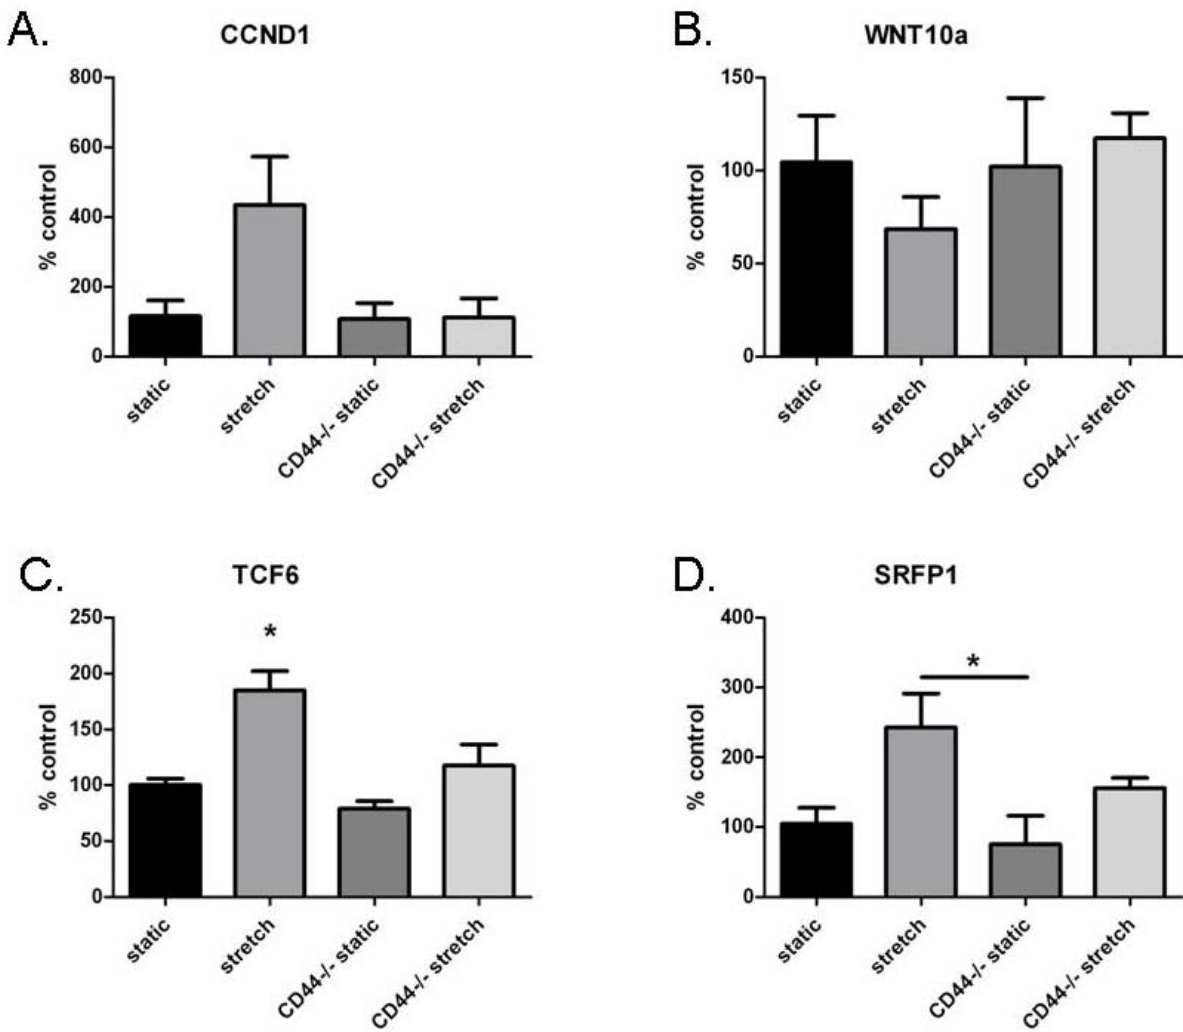 A.
CCND1
% control
800
600
400
200
0
static
stretch
CD44-/- static
CD44-/- stretch
B.
WNT10a
% control
150
100
50
0
static
stretch
CD44-/- static
CD44-/- stretch
C.
TCF6
% control
250
200
150
100
50
0
*
static
stretch
CD44-/- static
CD44-/- stretch
D.
SRFP1
% control
400
300
200
100
0
*
static
stretch
CD44-/- static
CD44-/- stretch